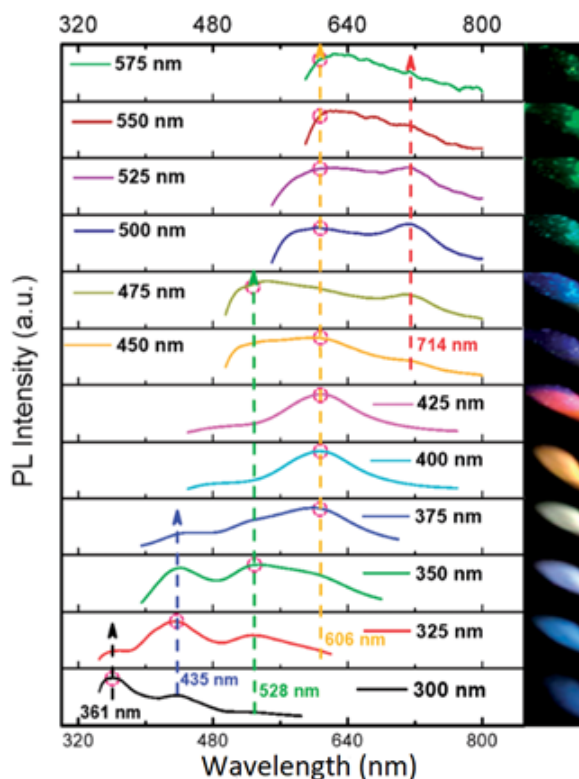 320 480 640 800
575 nm
550 nm
525 nm
500 nm
475 nm
450 nm
714 nm
425 nm
400 nm
375 nm
350 nm
325 nm
606 nm
435 nm
300 nm
528 nm
361 nm
320 480 640 800
Wavelength (nm)
PL Intensity (a.u.)